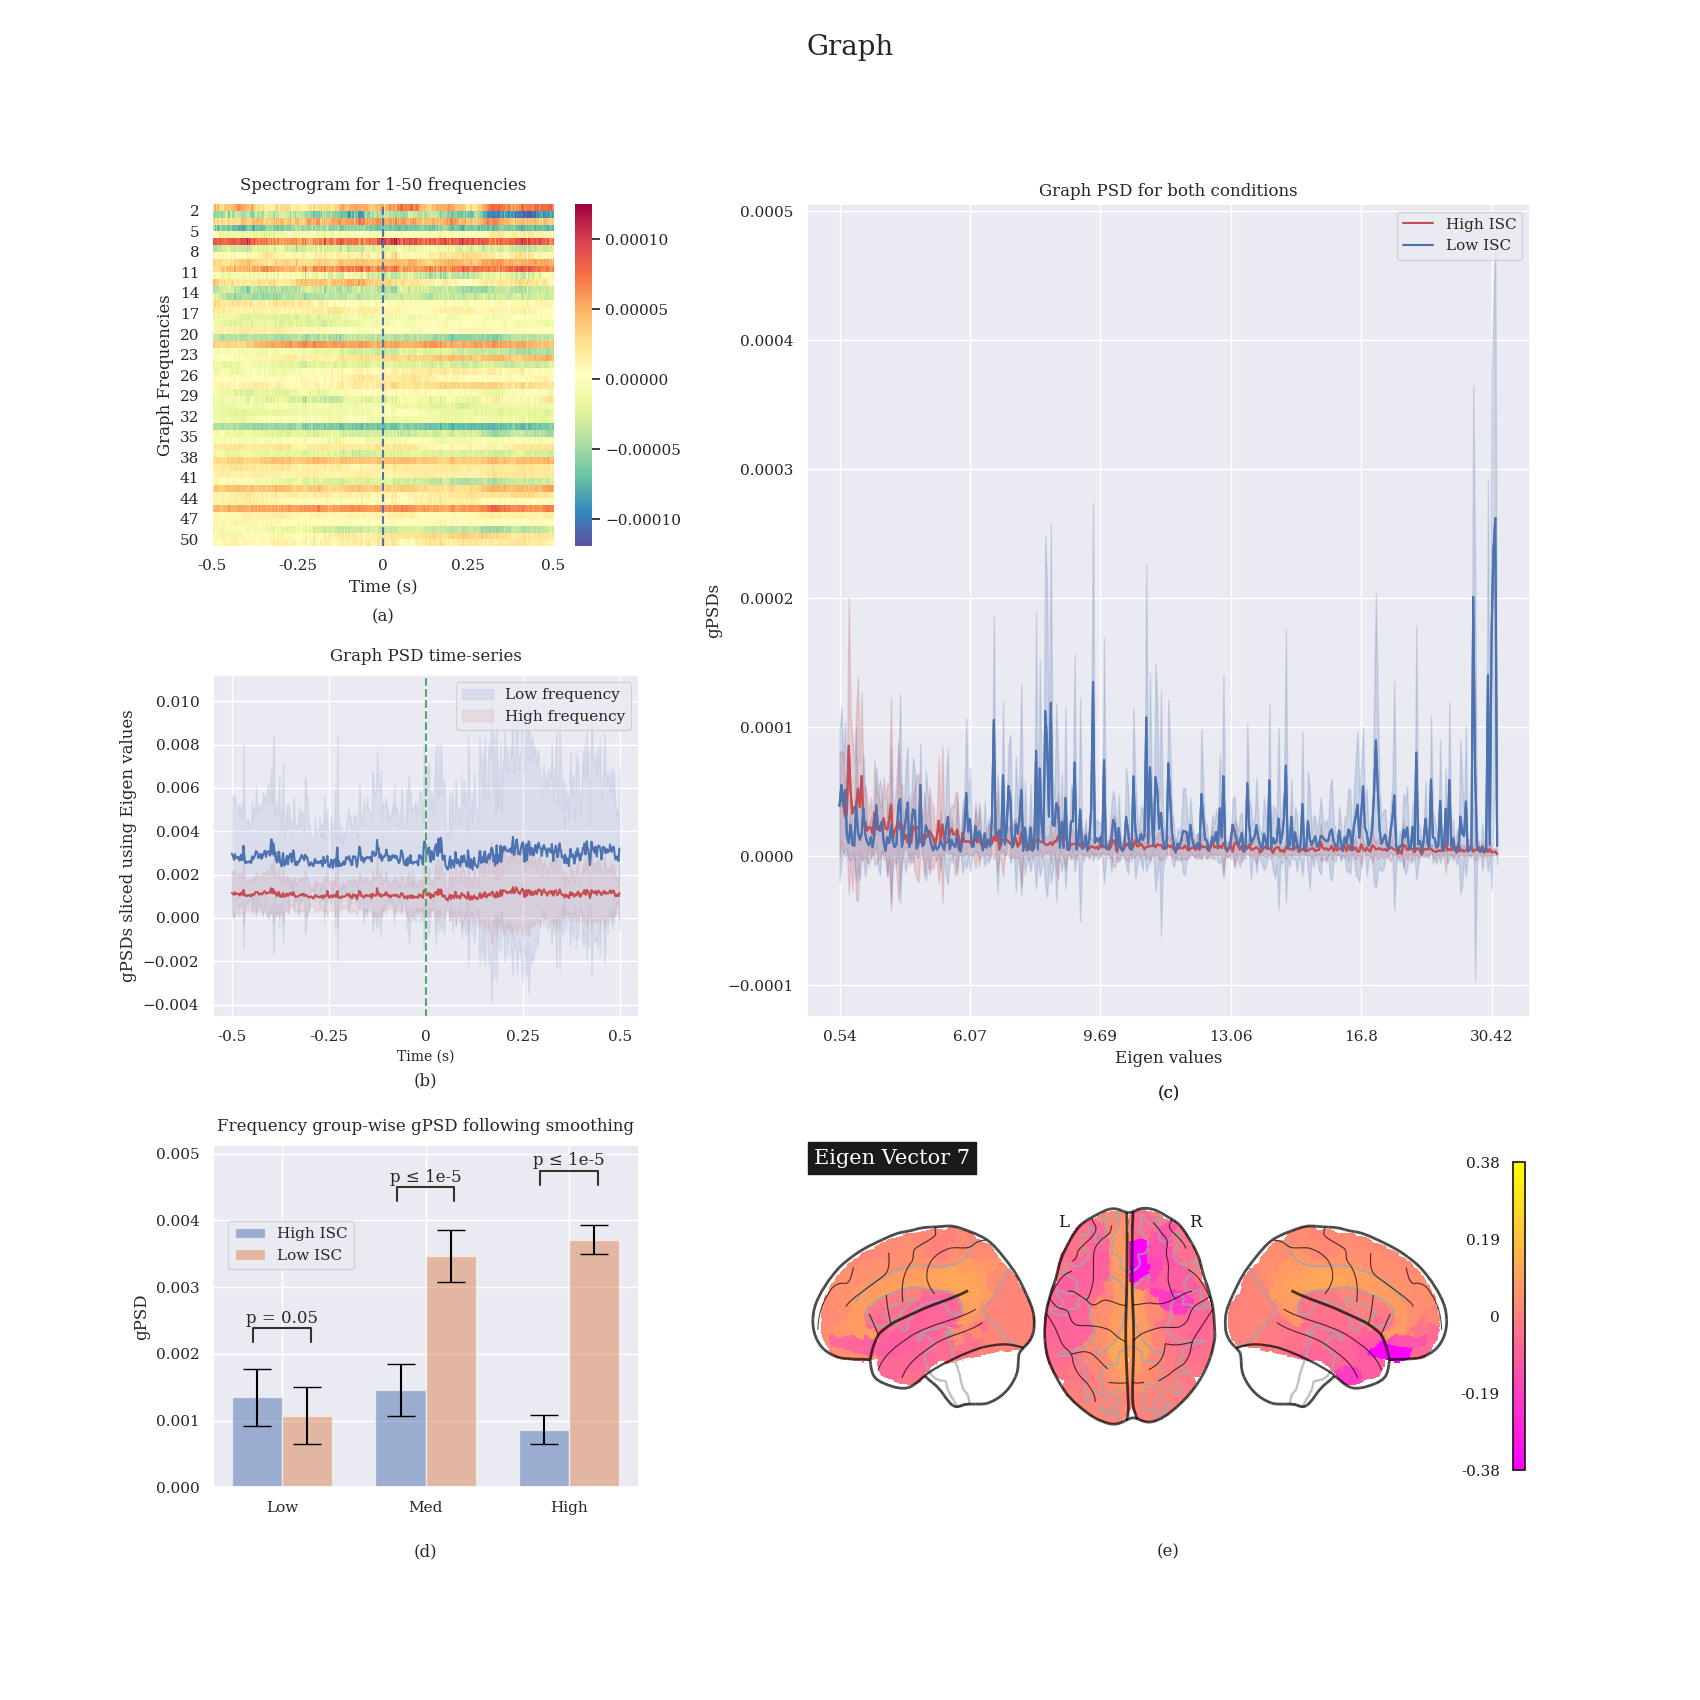 Graph
Spectrogram for 1-50 frequencies
Graph Frequencies
2
5
8
11
14
17
20
23
26
29
32
35
38
41
44
47
50
-0.5 -0.25 0 0.25 0.5
Time (s)
0.00010
0.00005
0.00000
−0.00005
−0.00010
(a)
Graph PSD time-series
gPSDs sliced using Eigen values
0.010
0.008
0.006
0.004
0.002
0.000
−0.002
−0.004
Low frequency
High frequency
-0.5 -0.25 0 0.25 0.5
Time (s)
(b)
Graph PSD for both conditions
gPSDs
0.0005
0.0004
0.0003
0.0002
0.0001
0.0000
−0.0001
High ISC
Low ISC
0.54 6.07 9.69 13.06 16.8 30.42
Eigen values
(c)
Frequency group-wise gPSD following smoothing
gPSD
0.005
0.004
0.003
0.002
0.001
0.000
High ISC
Low ISC
p = 0.05
p ≤ 1e-5
p ≤ 1e-5
Low Med High
(d)
Eigen Vector 7
L R
0.38
0.19
0
-0.19
-0.38
(e)